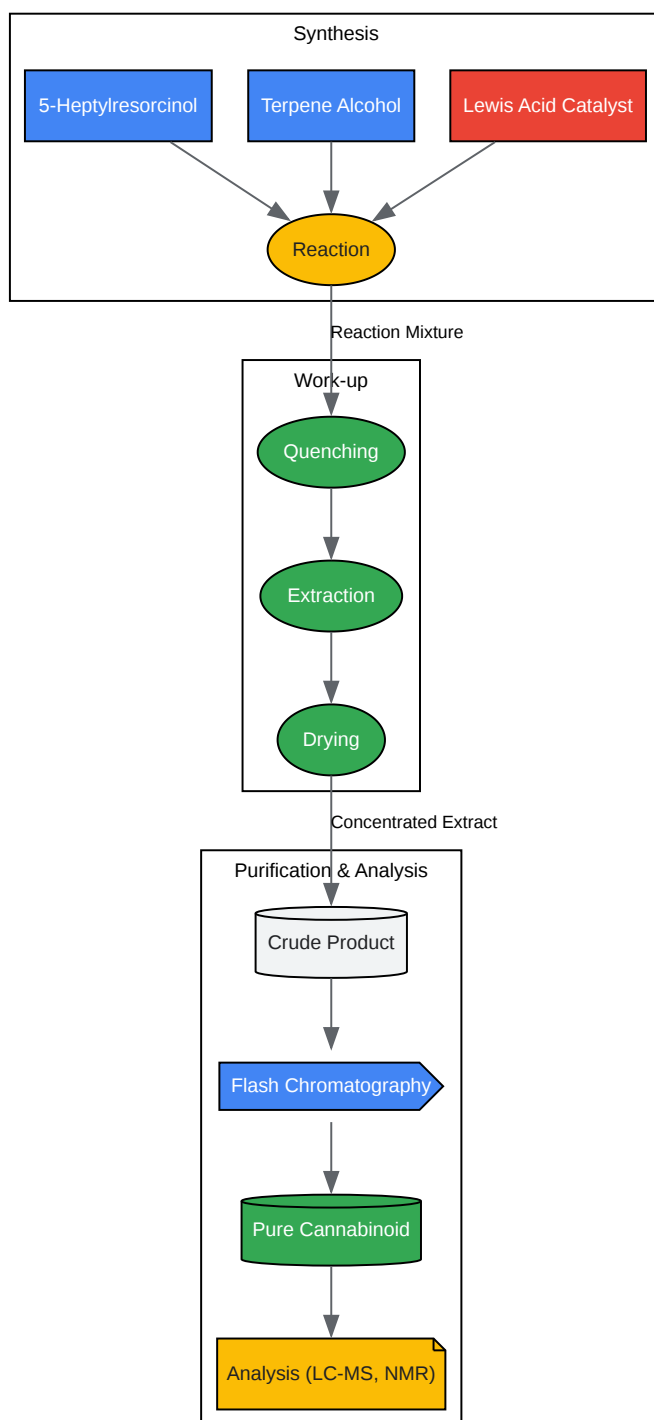 Synthesis
5-Heptylresorcinol
Terpene Alcohol
Lewis Acid Catalyst
Reaction
Reaction Mixture
Work-up
Quenching
Extraction
Drying
Concentrated Extract
Purification & Analysis
Crude Product
Flash Chromatography
Pure Cannabinoid
Analysis (LC-MS, NMR)